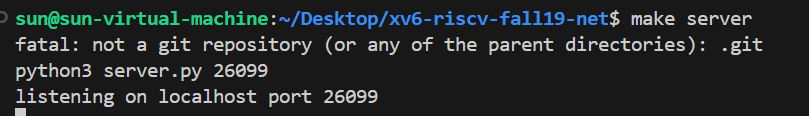 sun@sun-virtual-machine:~/Desktop/xv6-riscv-fall19-net$ make server
fatal: not a git repository (or any of the parent directories): .git
python3 server.py 26099
listening on localhost port 26099